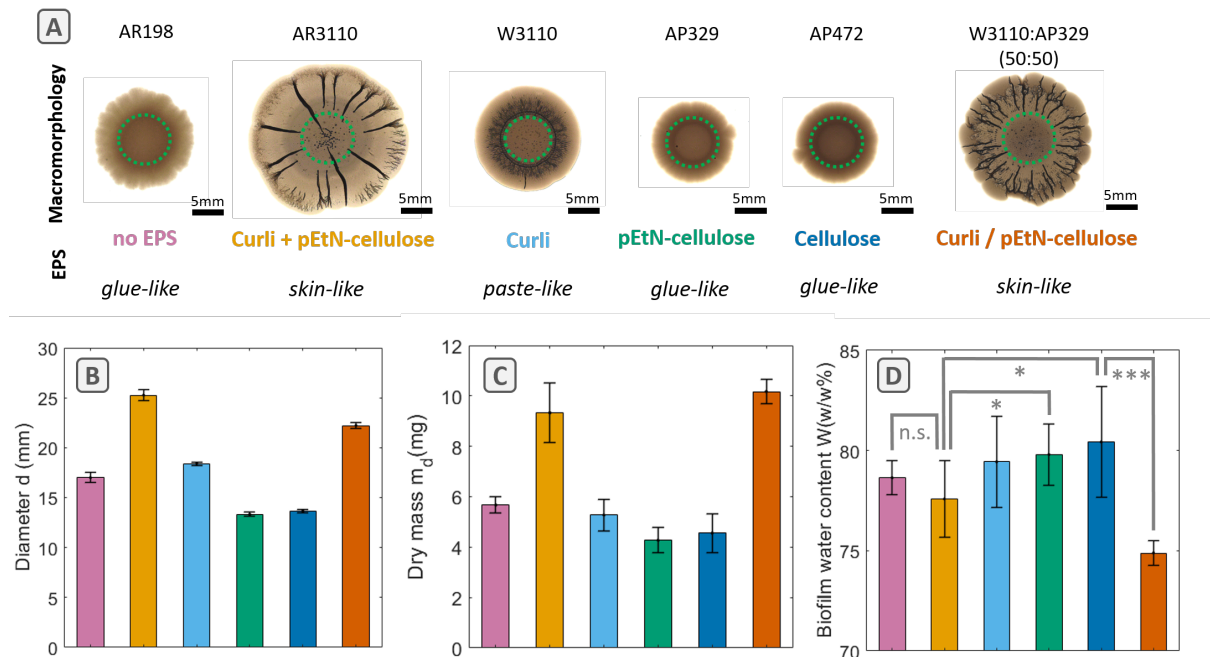 A
AR198
AR3110
W3110
AP329
AP472
W3110:AP329
(50:50)
Macromorphology
5mm
5mm
5mm
5mm
5mm
5mm
EPS
no EPS
Curli + pEtN-cellulose
Curli
pEtN-cellulose
Cellulose
Curli / pEtN-cellulose
glue-like
skin-like
paste-like
glue-like
glue-like
skin-like
B
Diameter d (mm)
30
25
20
15
10
5
0
C
Dry mass m_d(mg)
12
10
8
6
4
2
0
D
Biofilm water content W(w/w%)
85
80
75
70
n.s.
*
*
***